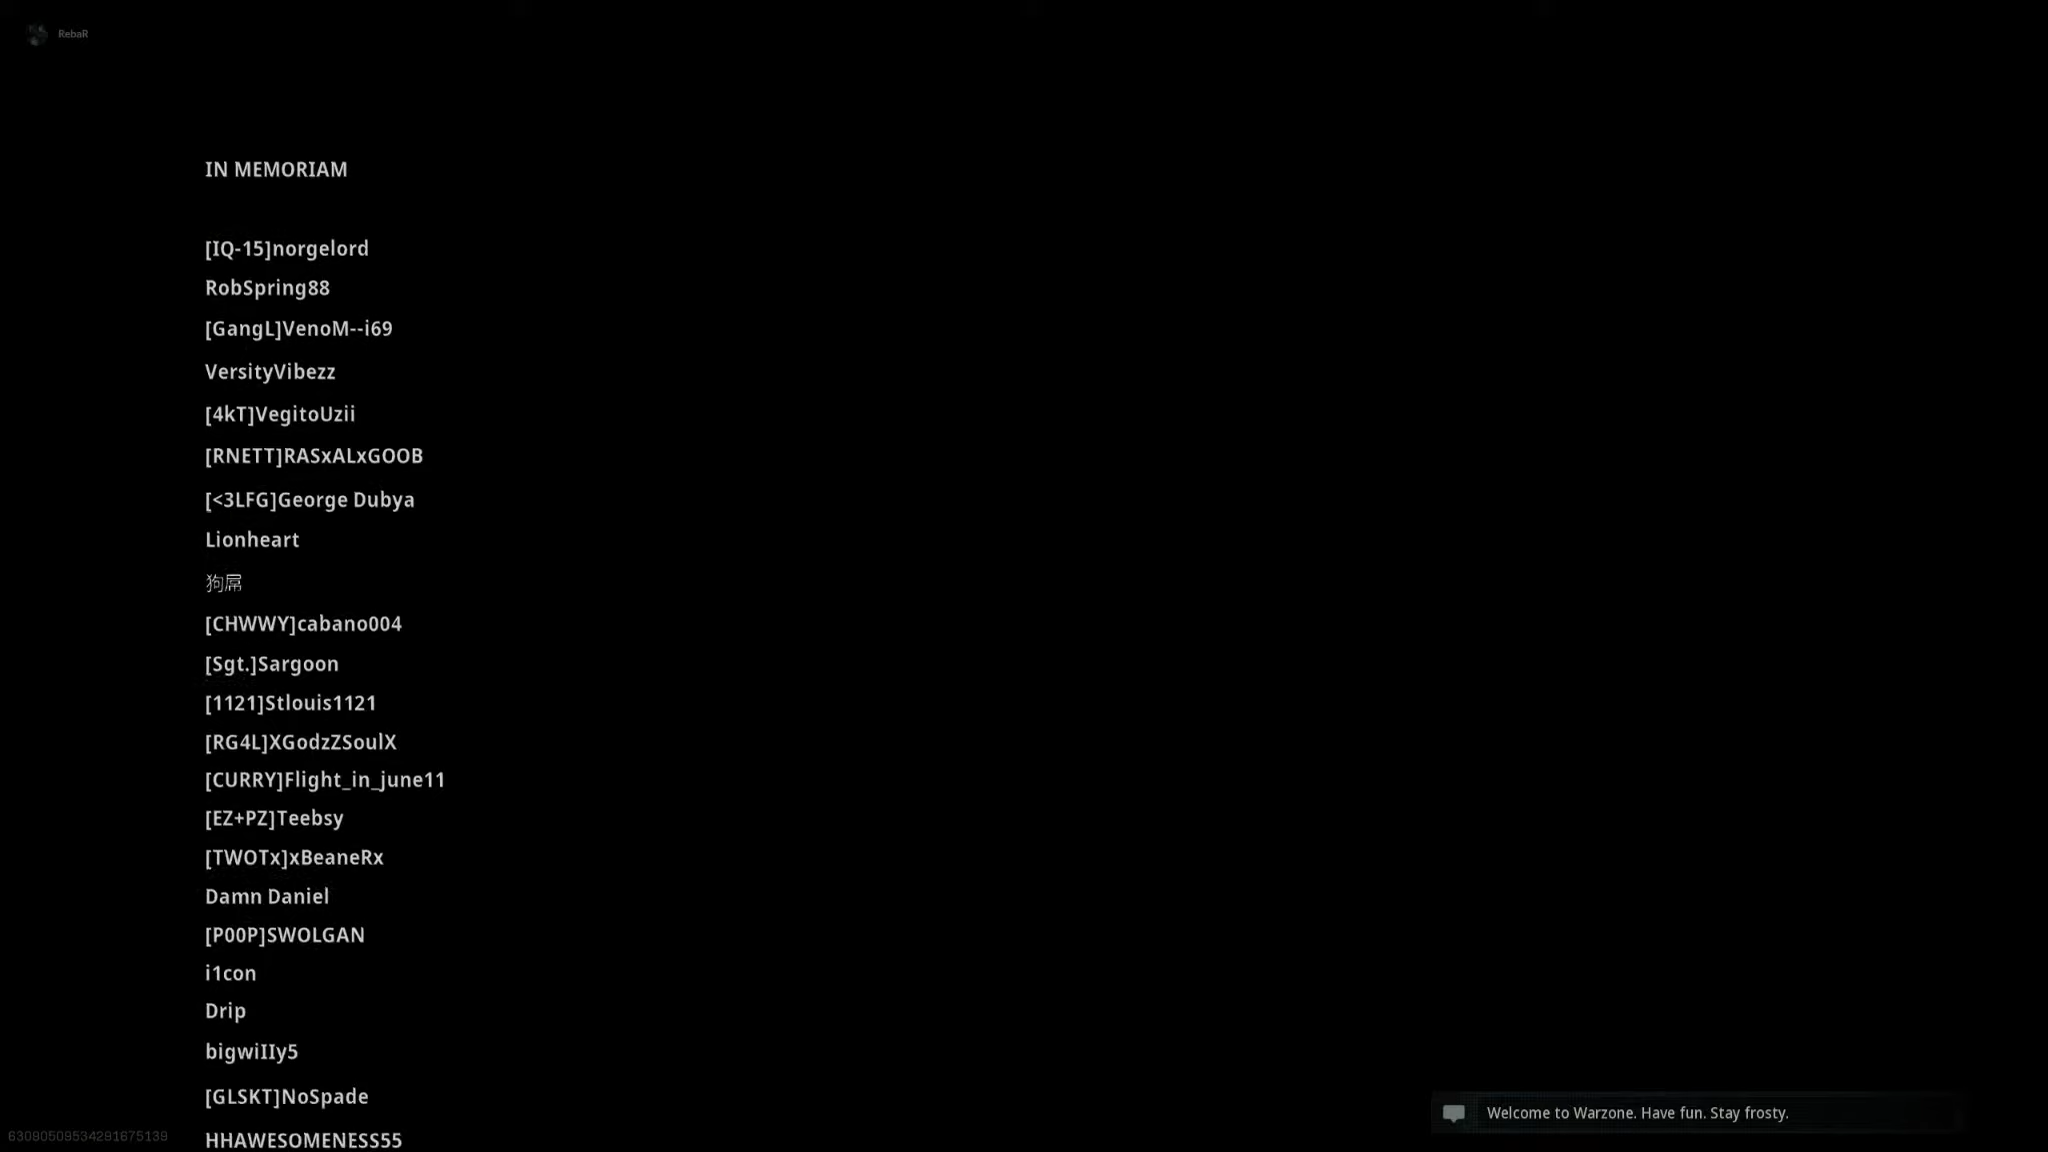 RebaR
IN MEMORIAM
[IQ-15]norgelord
RobSpring88
[GangL]VenoM--i69
VersityVibezz
[4kT]VegitoUzii
[RNETT]RASxALxGOOB
[<3LFG]George Dubya
Lionheart
狗屌
[CHWWY]cabano004
[Sgt.]Sargoon
[1121]Stlouis1121
[RG4L]XGodzZSoulX
[CURRY]Flight_in_june11
[EZ+PZ]Teebsy
[TWOTx]xBeaneRx
Damn Daniel
[P00P]SWOLGAN
i1con
Drip
bigwiIIy5
[GLSKT]NoSpade
Welcome to Warzone. Have fun. Stay frosty.
63080509534291675139
HHAWESOMENESS55